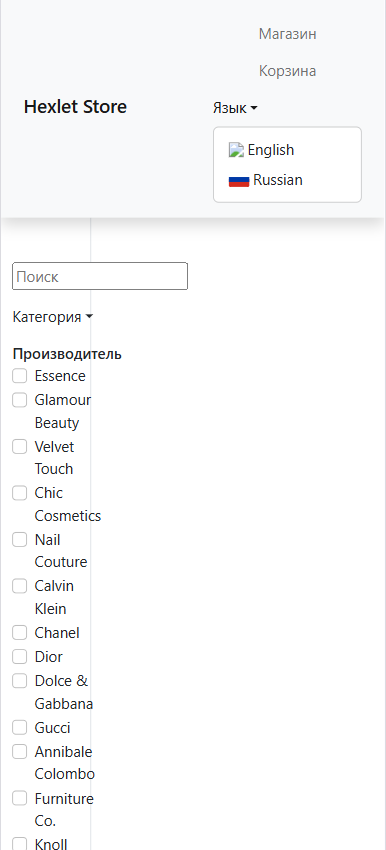 Магазин
Корзина
Hexlet Store
Язык
English
Russian
Поиск
Категория
Производитель
Essence
Glamour
Beauty
Velvet
Touch
Chic
Cosmetics
Nail
Couture
Calvin
Klein
Chanel
Dior
Dolce &
Gabbana
Gucci
Annibale
Colombo
Furniture
Co.
Knoll